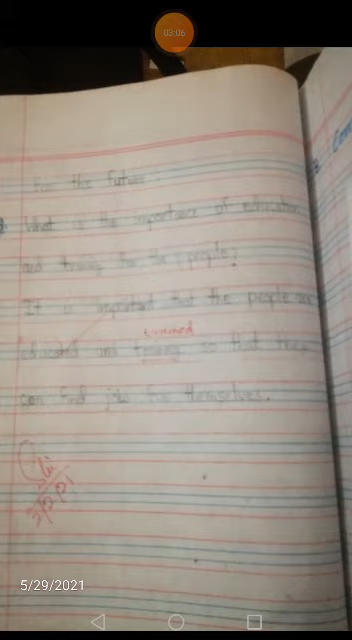 03:06
for the future.
What is the importance of education
and training for the people?
It is important that the people are
trained
educated and training so that they
can find jobs for themselves.
5/29/2021